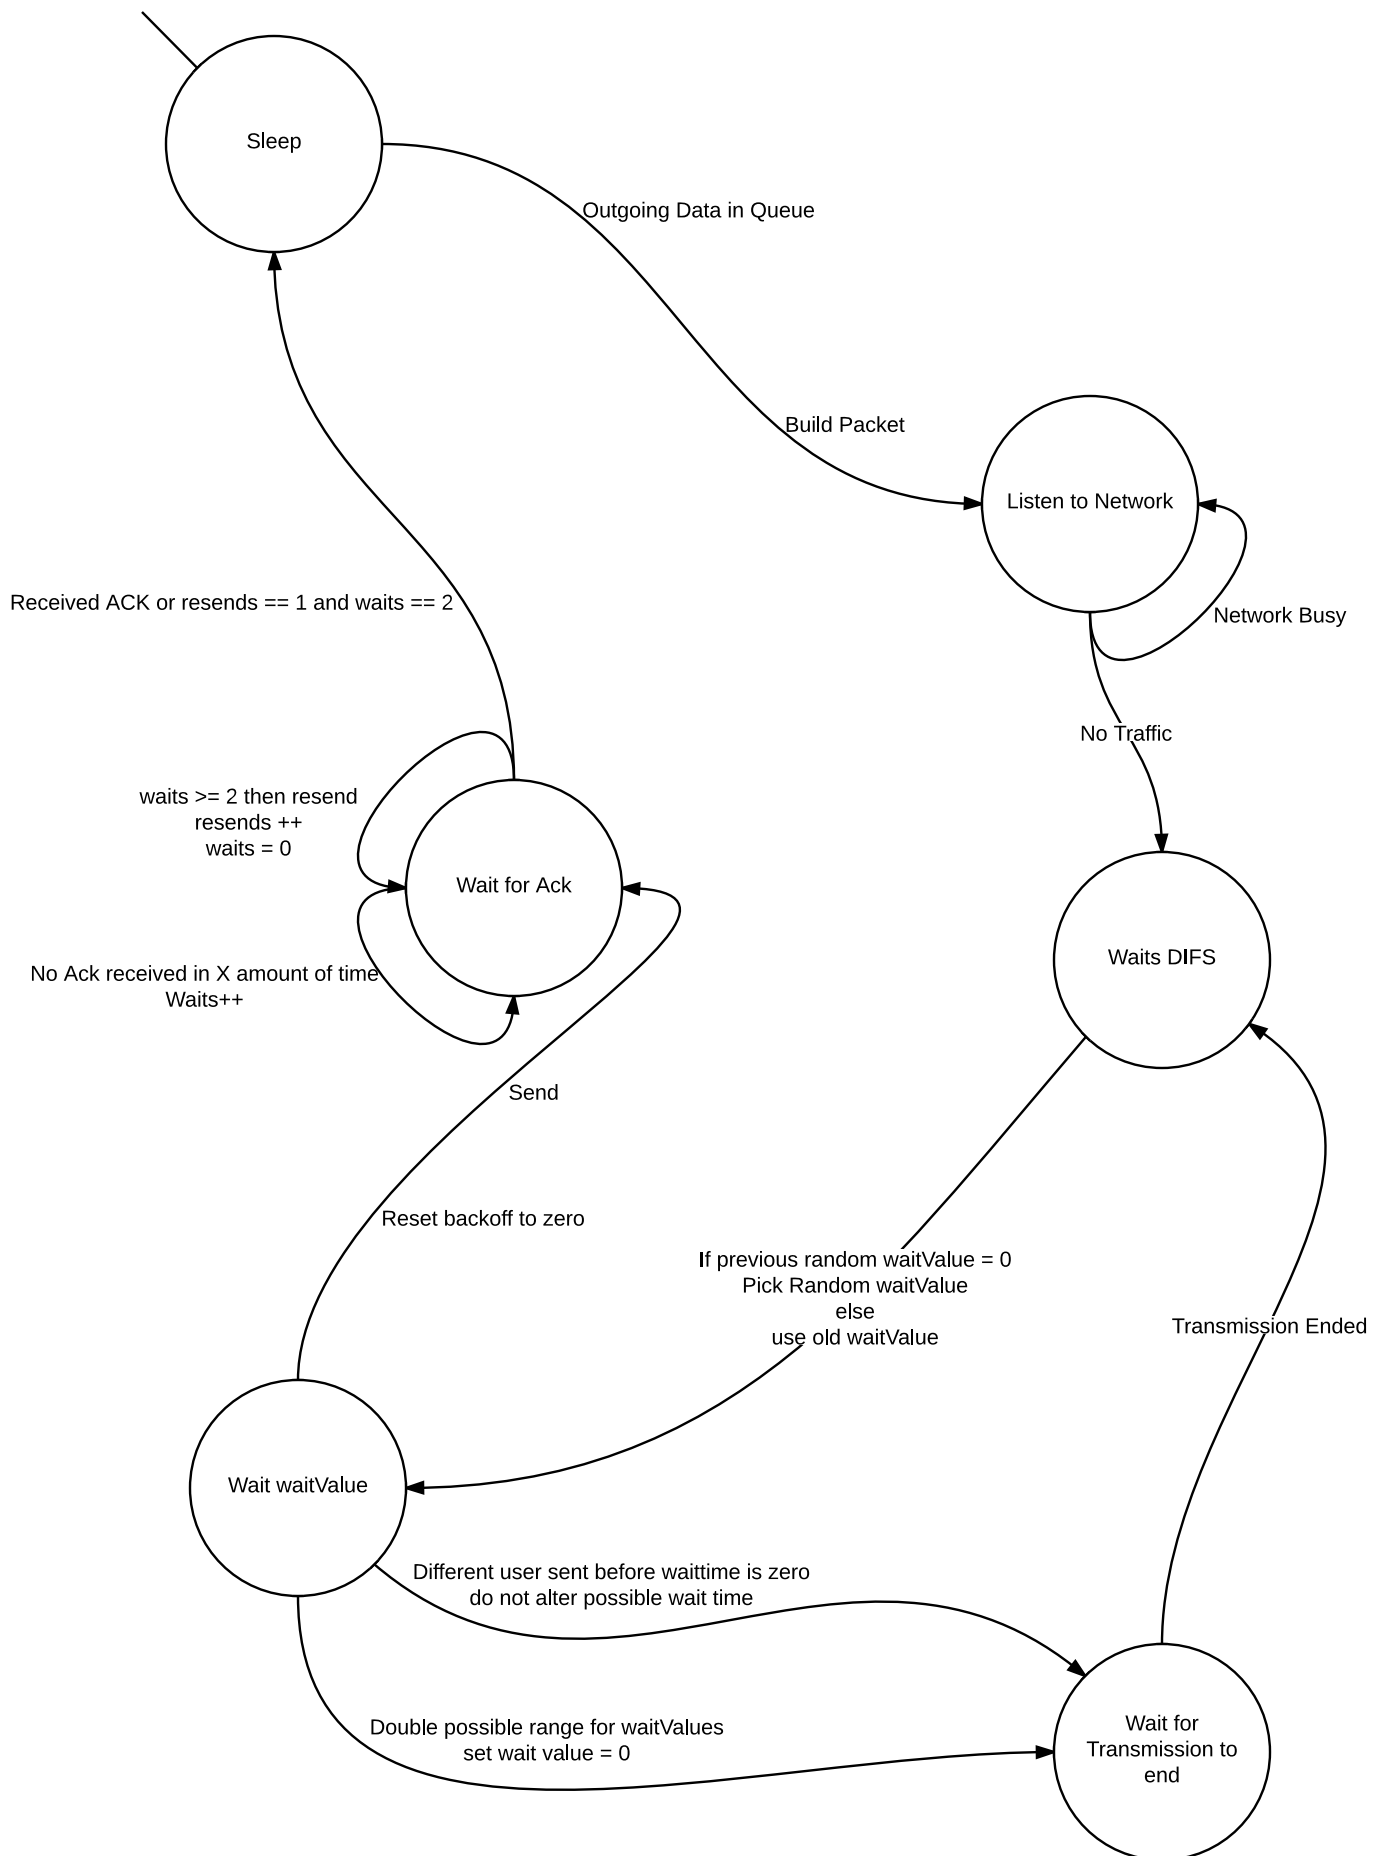 Sleep
Outgoing Data in Queue
Build Packet
Listen to Network
Network Busy
Received ACK or resends == 1 and waits == 2
No Traffic
waits >= 2 then resend
resends ++
waits = 0
Wait for Ack
No Ack received in X amount of time
Waits++
Waits DIFS
Send
Reset backoff to zero
If previous random waitValue = 0
Pick Random waitValue
else
use old waitValue
Transmission Ended
Wait waitValue
Different user sent before waittime is zero
do not alter possible wait time
Double possible range for waitValues
set wait value = 0
Wait for
Transmission to
end